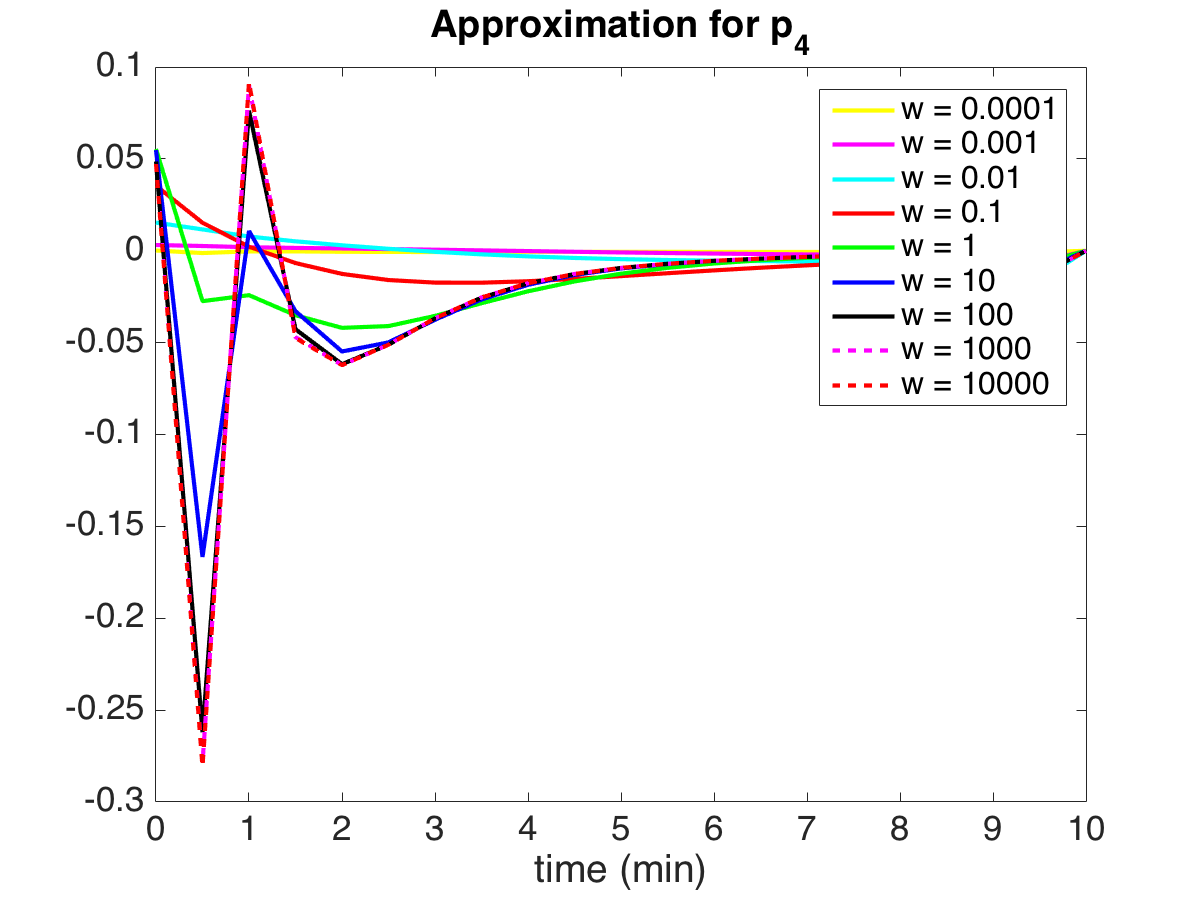 Approximation for p4
0.1
0.05
0
-0.05
-0.1
-0.15
-0.2
-0.25
-0.3
w = 0.0001
w = 0.001
w = 0.01
w = 0.1
w = 1
w = 10
w = 100
w = 1000
w = 10000
0 1 2 3 4 5 6 7 8 9 10
time (min)